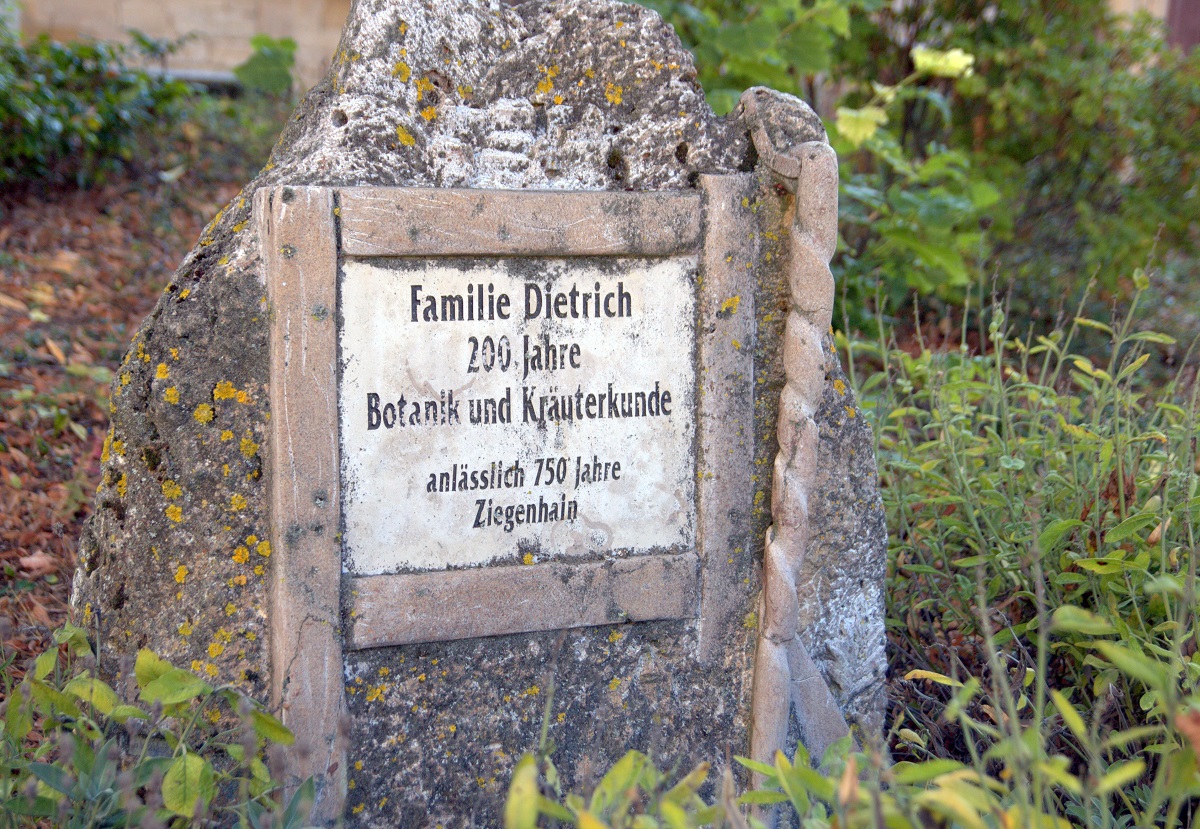 Familie Dietrich
200 Jahre
Botanik und Kräuterkunde
anlässlich 750 Jahre
Ziegenhain